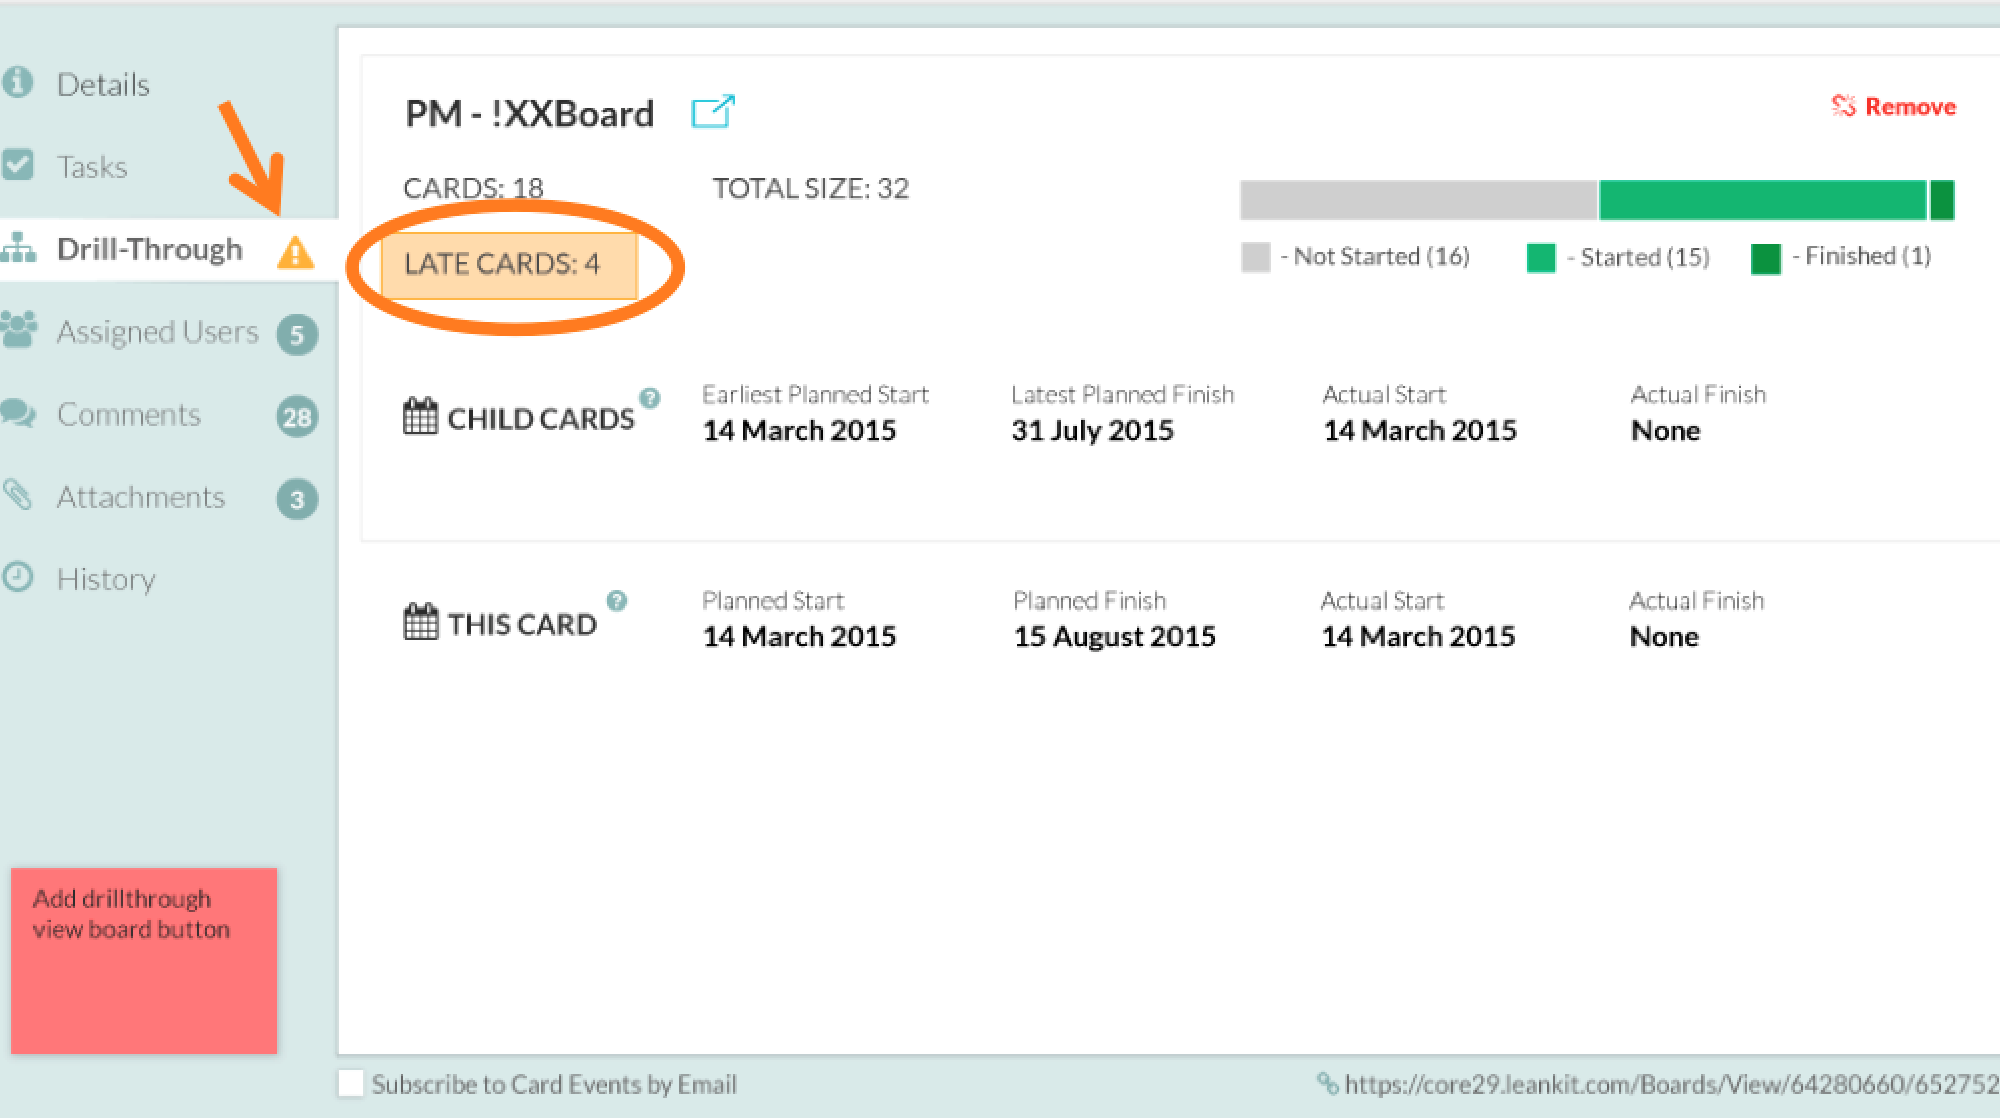 Details
Tasks
Drill-Through
Assigned Users 5
Comments 28
Attachments 3
History
Add drillthrough
view board button
PM - !XXBoard
Remove
CARDS: 18 TOTAL SIZE: 32
LATE CARDS: 4
- Not Started (16) - Started (15) - Finished (1)
CHILD CARDS ?
Earliest Planned Start Latest Planned Finish Actual Start Actual Finish
14 March 2015 31 July 2015 14 March 2015 None
THIS CARD ?
Planned Start Planned Finish Actual Start Actual Finish
14 March 2015 15 August 2015 14 March 2015 None
Subscribe to Card Events by Email
https://core29.leankit.com/Boards/View/64280660/652752